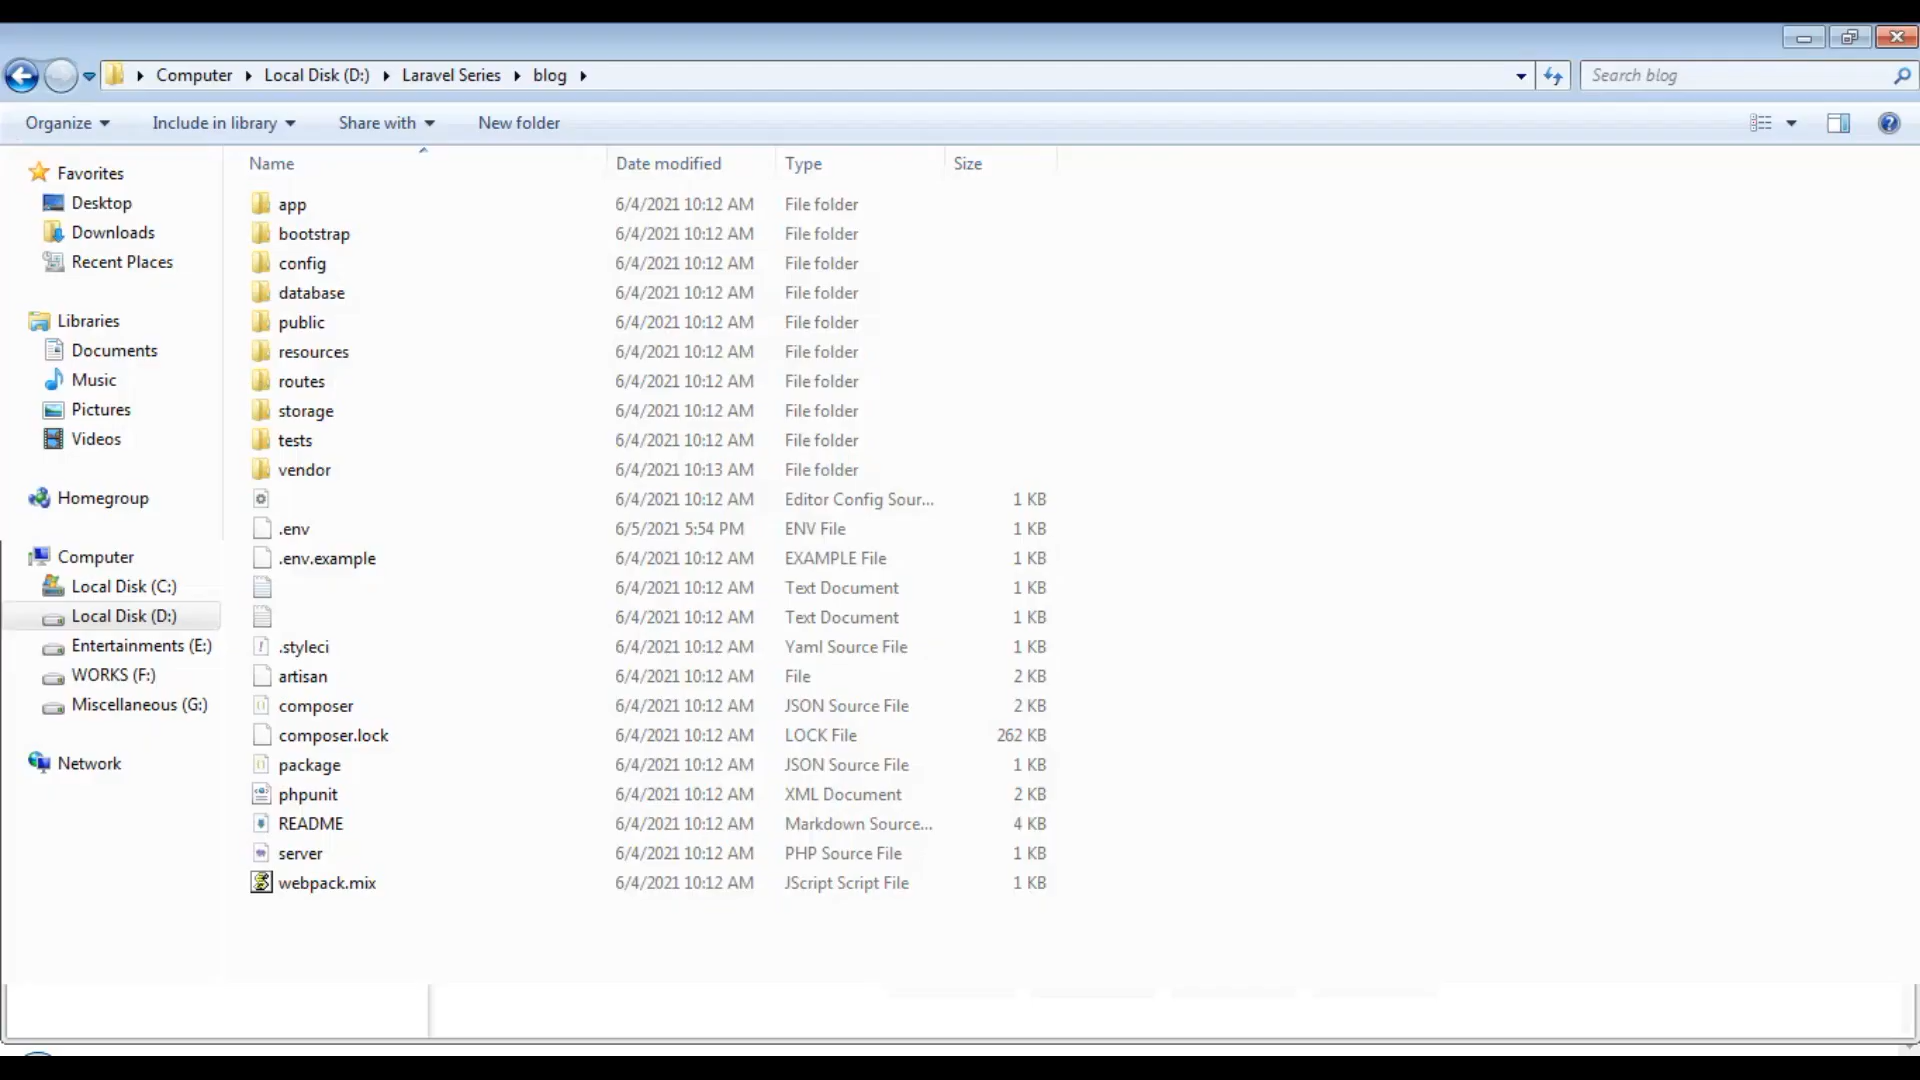 Computer Local Disk (D:) Laravel Series blog
Search blog
Organize Include in library Share with New folder
Favorites
Desktop
Downloads
Recent Places
Libraries
Documents
Music
Pictures
Videos
Homegroup
Computer
Local Disk (C:)
Local Disk (D:)
Entertainments (E:)
WORKS (F:)
Miscellaneous (G:)
Network
Name Date modified Type Size
app 6/4/2021 10:12 AM File folder
bootstrap 6/4/2021 10:12 AM File folder
config 6/4/2021 10:12 AM File folder
database 6/4/2021 10:12 AM File folder
public 6/4/2021 10:12 AM File folder
resources 6/4/2021 10:12 AM File folder
routes 6/4/2021 10:12 AM File folder
storage 6/4/2021 10:12 AM File folder
tests 6/4/2021 10:12 AM File folder
vendor 6/4/2021 10:13 AM File folder
6/4/2021 10:12 AM Editor Config Sour... 1 KB
.env 6/5/2021 5:54 PM ENV File 1 KB
.env.example 6/4/2021 10:12 AM EXAMPLE File 1 KB
6/4/2021 10:12 AM Text Document 1 KB
6/4/2021 10:12 AM Text Document 1 KB
.styleci 6/4/2021 10:12 AM Yaml Source File 1 KB
artisan 6/4/2021 10:12 AM File 2 KB
composer 6/4/2021 10:12 AM JSON Source File 2 KB
composer.lock 6/4/2021 10:12 AM LOCK File 262 KB
package 6/4/2021 10:12 AM JSON Source File 1 KB
phpunit 6/4/2021 10:12 AM XML Document 2 KB
README 6/4/2021 10:12 AM Markdown Source... 4 KB
server 6/4/2021 10:12 AM PHP Source File 1 KB
webpack.mix 6/4/2021 10:12 AM JScript Script File 1 KB